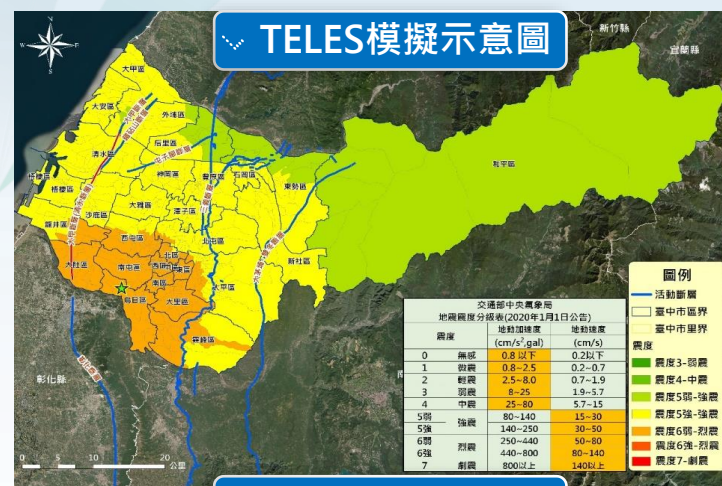 TELES模擬示意圖
新竹縣
宜蘭縣
大甲區
大安區
外埔區
后里區
清水區
和平區
梧棲區
神岡區
豐原區
石岡區
東勢區
梧棲區
大雅區
潭子區
沙鹿區
龍井區
西屯區
北屯區
新社區
大肚區
南屯區
北區
南區
太平區
烏日區
大里區
霧峰區
彰化縣
0 5 10 20
公里
交通部中央氣象局
地震震度分級表(2020年1月1日公告)
震度 地動加速度 (cm/s²,gal) 地動速度 (cm/s)
0 無感 0.8以下 0.2以下
1 微震 0.8~2.5 0.2~0.7
2 輕震 2.5~8.0 0.7~1.9
3 弱震 8~25 1.9~5.7
4 中震 25~80 5.7~15
5弱 強震 80~140 15~30
5強 140~250 30~50
6弱 烈震 250~440 50~80
6強 440~800 80~140
7 劇震 800以上 140以上
圖例
活動斷層
臺中市區界
臺中市里界
震度
震度3-弱震
震度4-中震
震度5弱-強震
震度5強-強震
震度6弱-烈震
震度6強-烈震
震度7-劇震